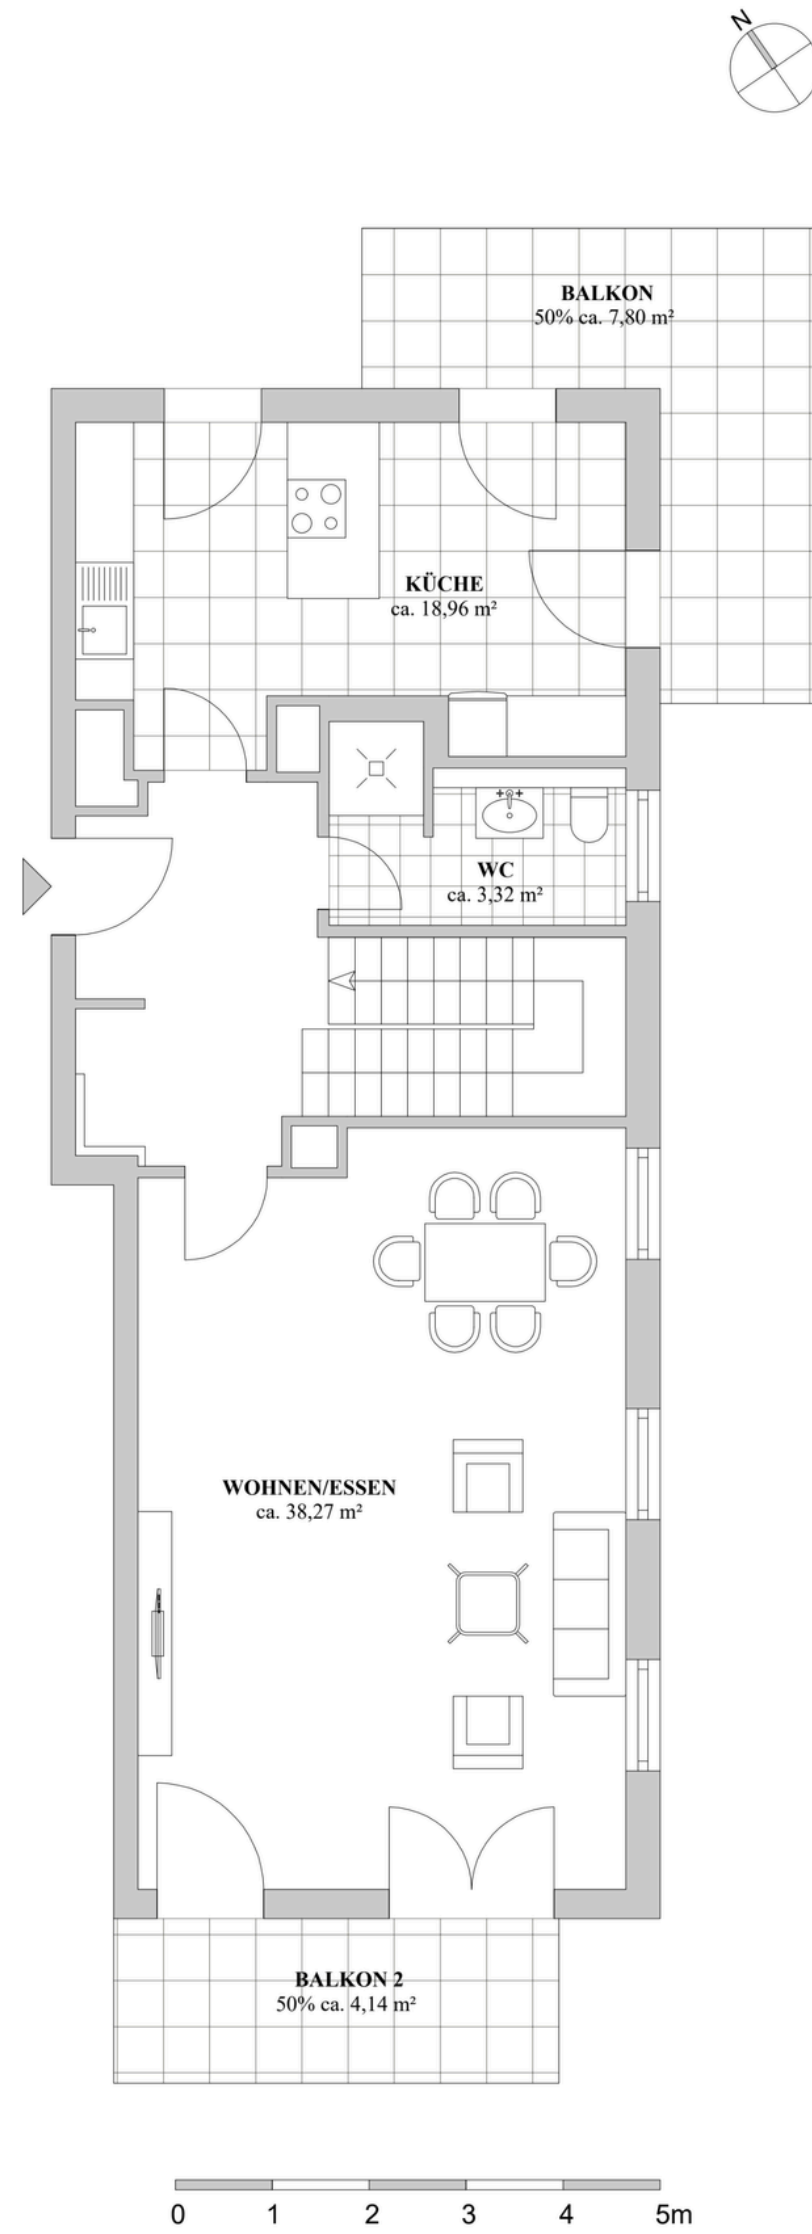 N
BALKON
50% ca. 7,80 m²
KÜCHE
ca. 18,96 m²
WC
ca. 3,32 m²
WOHNEN/ESSEN
ca. 38,27 m²
BALKON 2
50% ca. 4,14 m²
0 1 2 3 4 5m